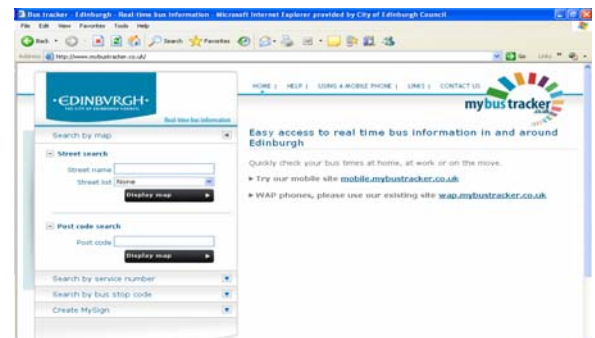 Bus tracker - Edinburgh - Real-time bus information - Microsoft Internet Explorer provided by City of Edinburgh Council
File Edit View Favorites Tools Help
Back Search Favorites
Address http://www.mybustracker.co.uk/ Go Links
HOME | HELP | USING A MOBILE PHONE | LINKS | CONTACT US
·EDINBVRGH·
THE CITY OF EDINBURGH COUNCIL
Real time bus information
mybustracker
.co.uk
Search by map
Street search
Street name
Street list None
Display map
Post code search
Post code
Display map
Search by service number
Search by bus stop code
Create MySign
Easy access to real time bus information in and around
Edinburgh
Quickly check your bus times at home, at work or on the move.
Try our mobile site mobile.mybustracker.co.uk
WAP phones, please use our existing site wap.mybustracker.co.uk